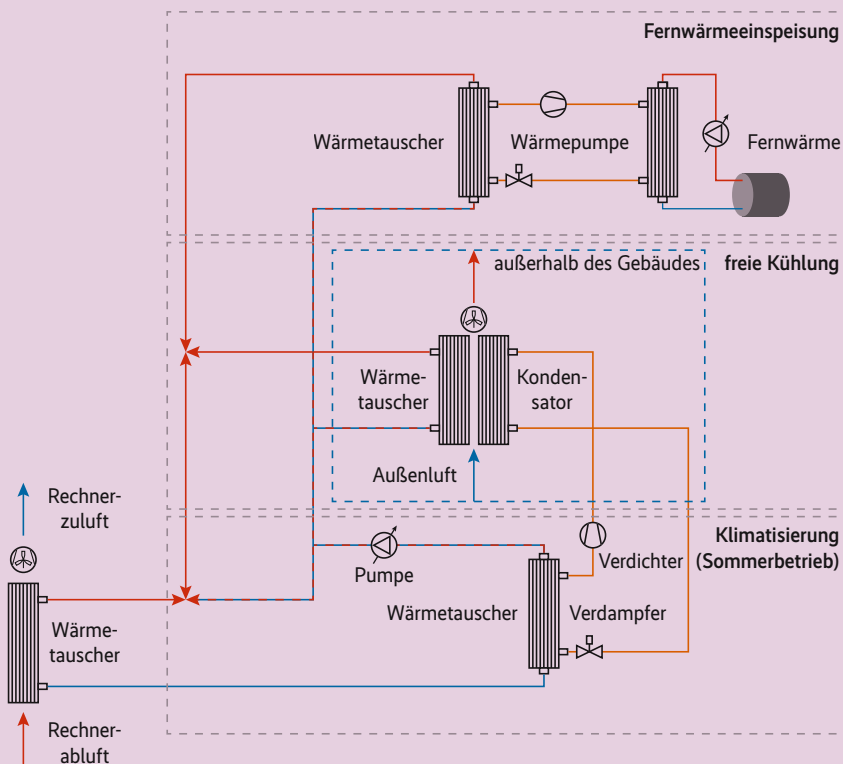 Fernwärmeeinspeisung
Wärmetauscher
Wärmepumpe
Fernwärme
außerhalb des Gebäudes
freie Kühlung
Wärme-
tauscher
Konden-
sator
Außenluft
Rechner-
zuluft
Klimatisierung
(Sommerbetrieb)
Pumpe
Verdichter
Wärmetauscher
Verdampfer
Wärme-
tauscher
Rechner-
abluft